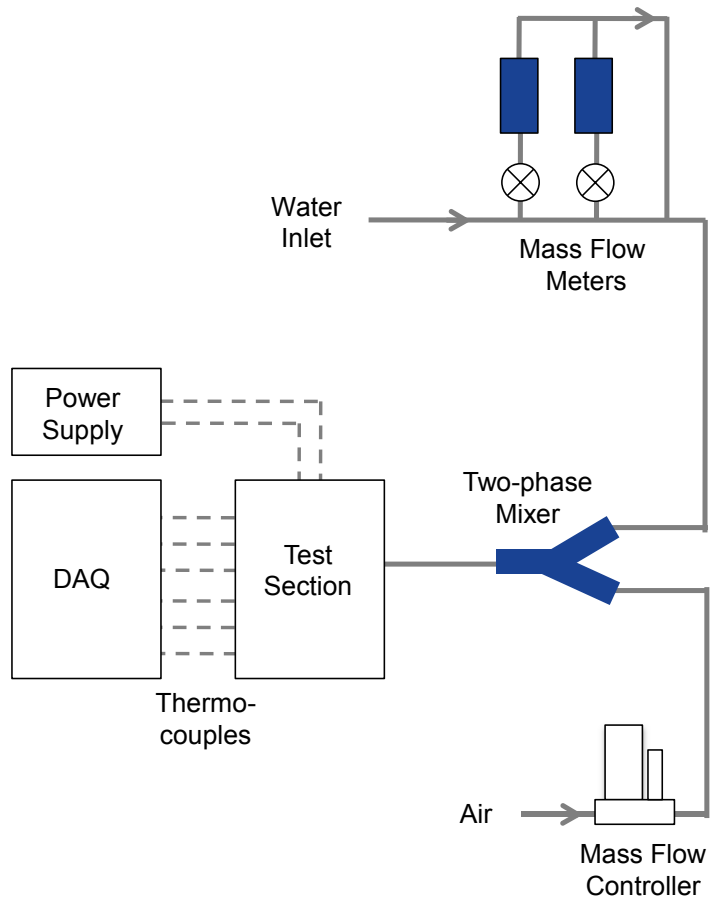 Water
Inlet
Mass Flow
Meters
Power
Supply
Two-phase
Mixer
DAQ
Test
Section
Thermo-
couples
Air
Mass Flow
Controller